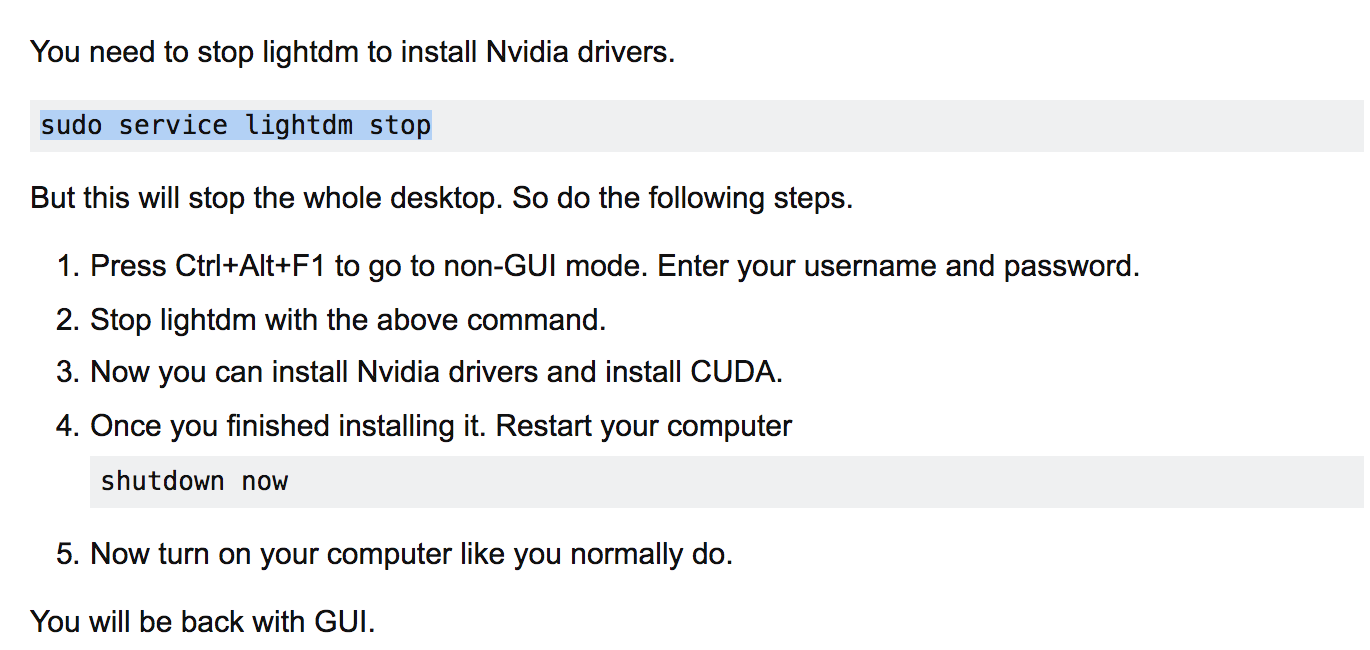 You need to stop lightdm to install Nvidia drivers.
sudo service lightdm stop
But this will stop the whole desktop. So do the following steps.
1. Press Ctrl+Alt+F1 to go to non-GUI mode. Enter your username and password.
2. Stop lightdm with the above command.
3. Now you can install Nvidia drivers and install CUDA.
4. Once you finished installing it. Restart your computer
shutdown now
5. Now turn on your computer like you normally do.
You will be back with GUI.